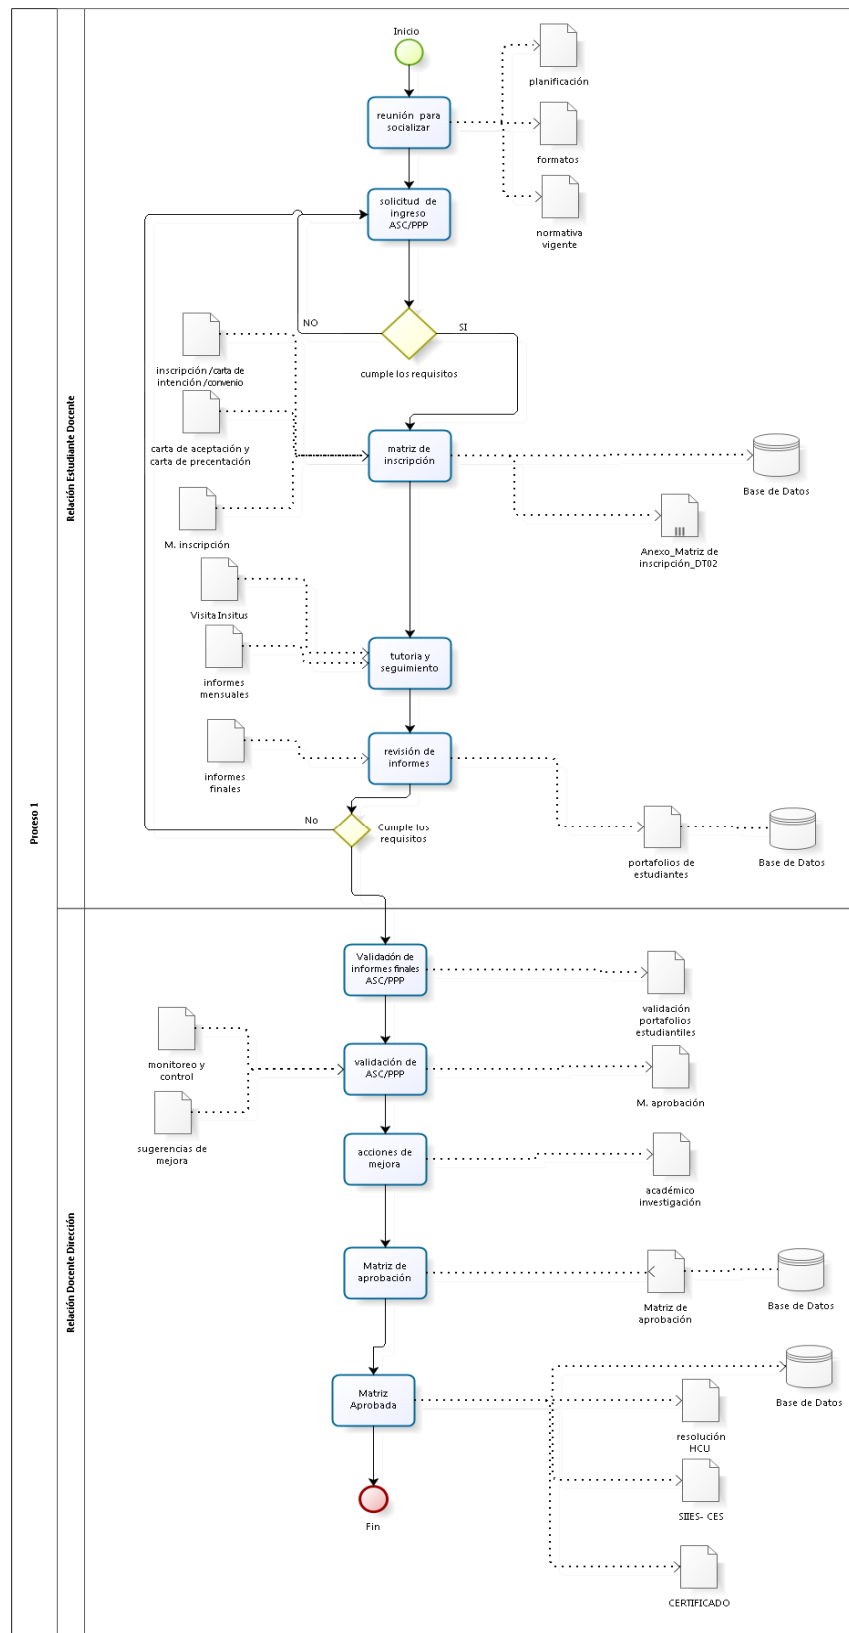 Proceso 1
Relación Estudiante Docente
Inicio
planificación
reunión para
socializar
formatos
solicitud de
ingreso
ASC/PPP
normativa
vigente
NO
SI
cumple los requisitos
inscripción /carta de
intención /convenio
carta de aceptación y
carta de precentación
matriz de
inscripción
Base de Datos
M. inscripción
Anexo_Matriz de
inscripción_DT02
Visita Insitus
tutoria y
seguimiento
informes
mensuales
revisión de
informes
informes
finales
No
Cumple los
requisitos
portafolios de
estudiantes
Base de Datos
Relación Docente Dirección
Validación de
informes finales
ASC/PPP
validación
portafolios
estudiantiles
monitoreo y
control
validación de
ASC/PPP
M. aprobación
sugerencias de
mejora
acciones de
mejora
académico
investigación
Matriz de
aprobación
Matriz de
aprobación
Base de Datos
Matriz
Aprobada
Base de Datos
resolución
HCU
SIIES- CES
Fin
CERTIFICADO